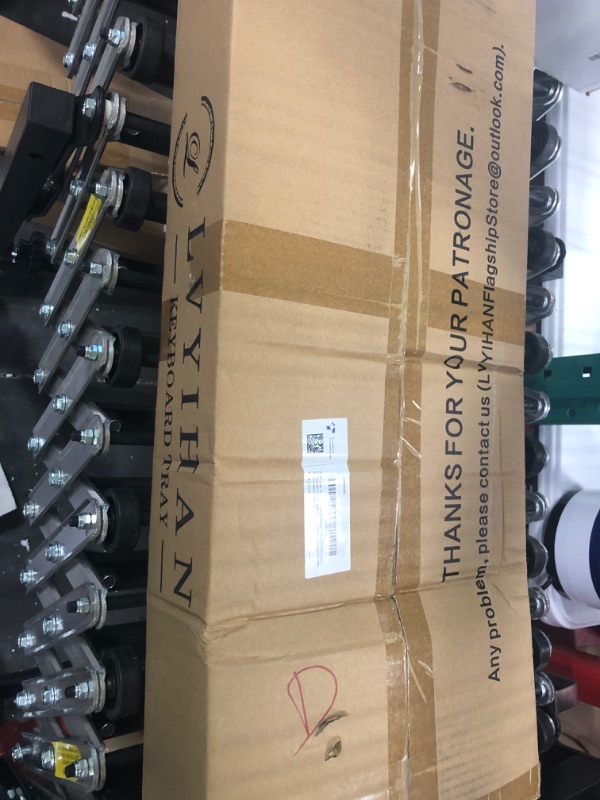 LVYIHAN
KEYBOARD TRAY
THANKS FOR YOUR PATRONAGE.
Any problem, please contact us (LVYIHANFlagshipStore@outlook.com).
D